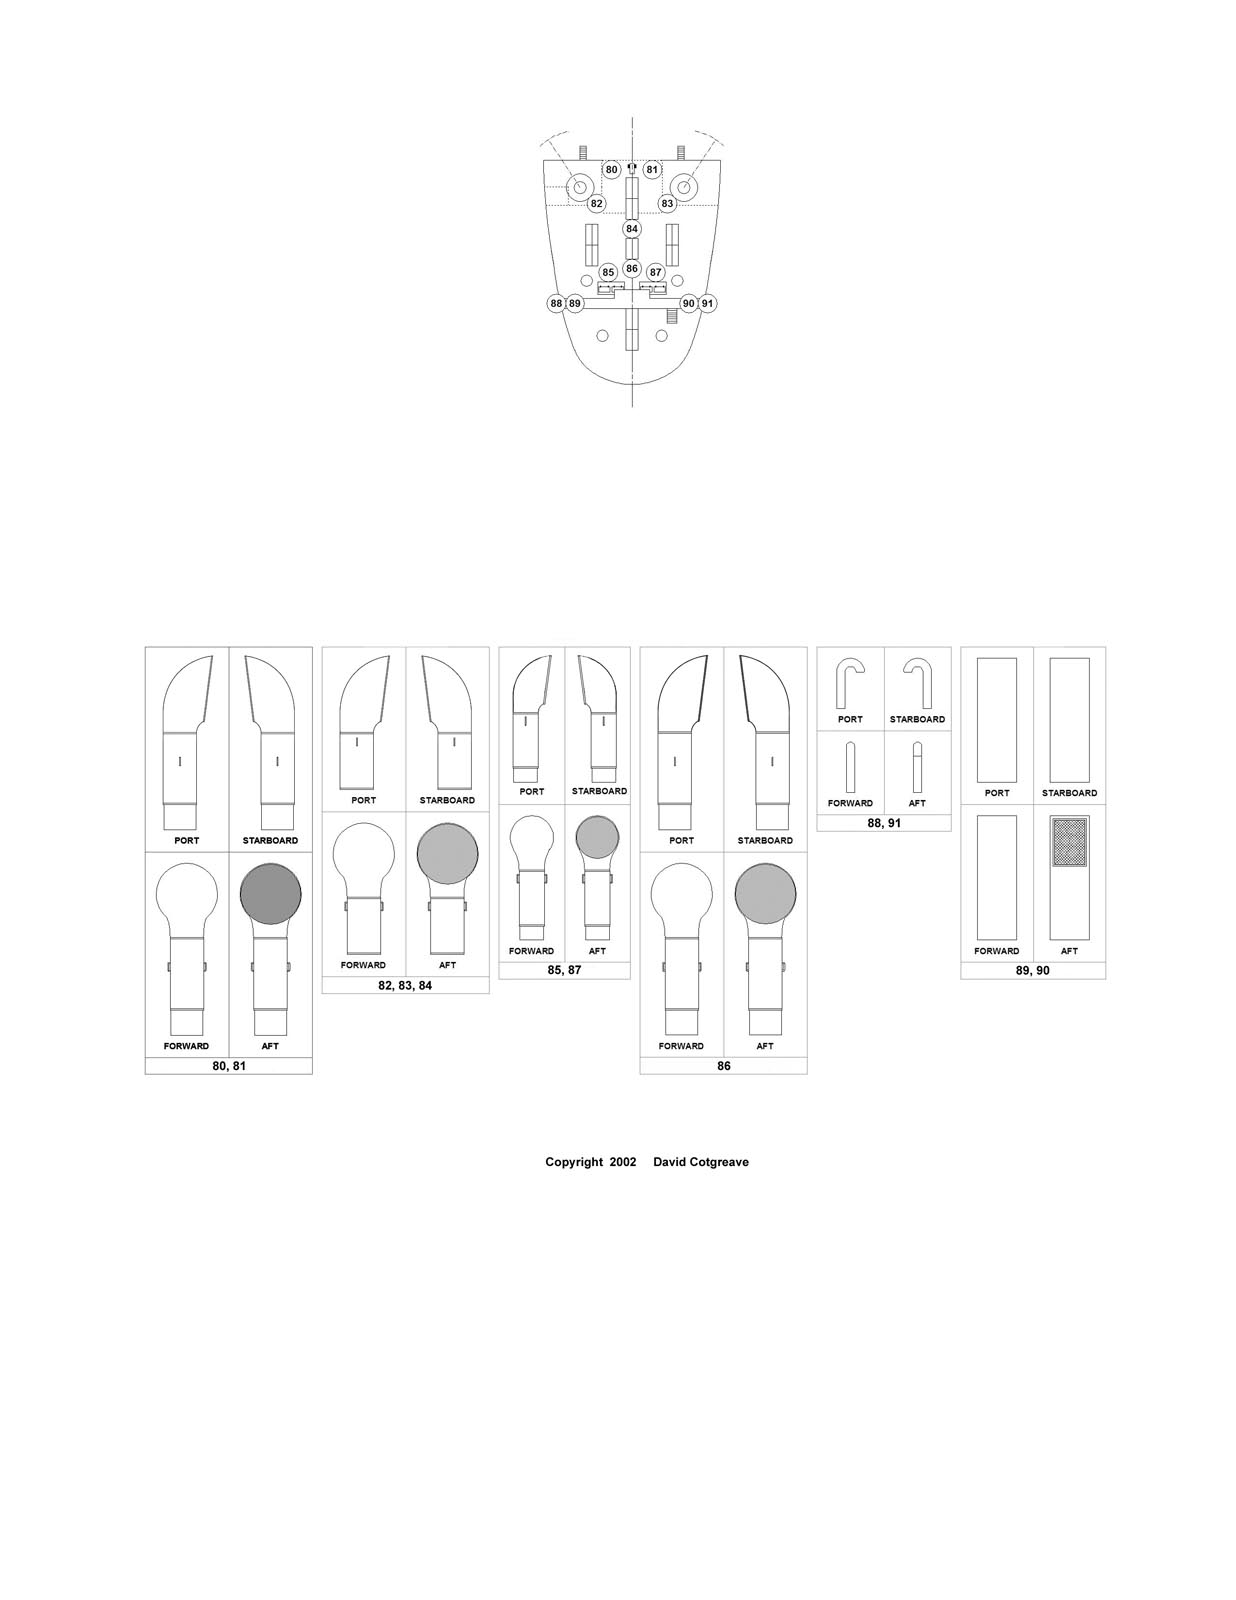 80 81
82 83
84
85 86 87
88 89 90 91
PORT STARBOARD
FORWARD AFT
80, 81
PORT STARBOARD
FORWARD AFT
82, 83, 84
PORT STARBOARD
FORWARD AFT
85, 87
PORT STARBOARD
FORWARD AFT
86
PORT STARBOARD
FORWARD AFT
88, 91
PORT STARBOARD
FORWARD AFT
89, 90
Copyright 2002 David Cotgreave